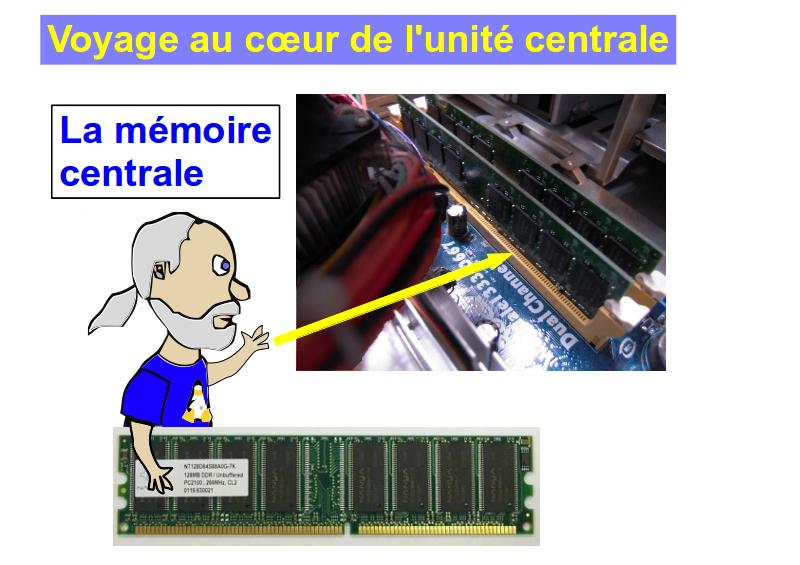 Voyage au cœur de l'unité centrale
La mémoire
centrale
Dual Channel
NT128D64S88A0G-7K
128MB DDR / Unbuffered
PC2100 , 266MHz, CL2
0119.630021